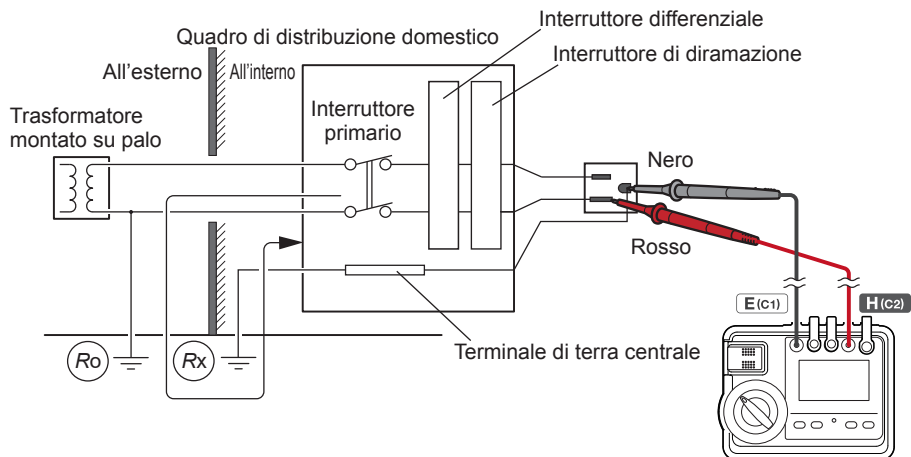 Interruttore differenziale
Quadro di distribuzione domestico
Interruttore di diramazione
All'esterno
All'interno
Trasformatore
montato su palo
Interruttore
primario
Nero
Rosso
E (C1)
H (C2)
Ro
Rx
Terminale di terra centrale